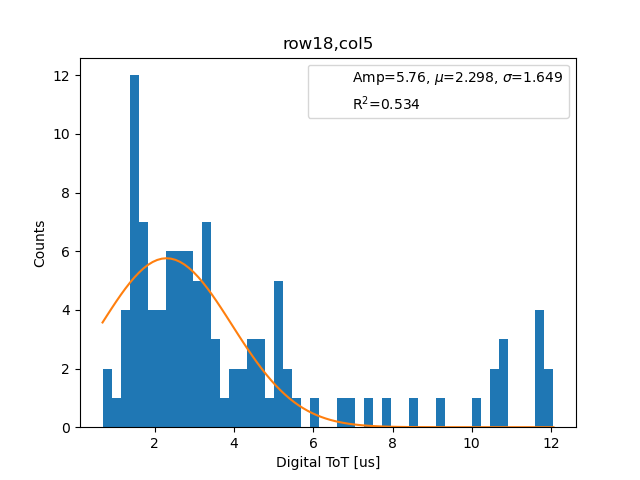 row18,col5
Amp=5.76, μ=2.298, σ=1.649
R²=0.534
Counts
12
10
8
6
4
2
0
2 4 6 8 10 12
Digital ToT [us]